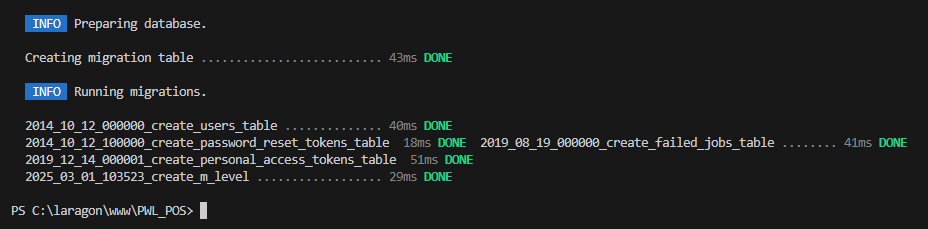 INFO Preparing database.
Creating migration table .......................... 43ms DONE
INFO Running migrations.
2014_10_12_000000_create_users_table .............. 40ms DONE
2014_10_12_100000_create_password_reset_tokens_table 18ms DONE 2019_08_19_000000_create_failed_jobs_table ........ 41ms DONE
2019_12_14_000001_create_personal_access_tokens_table 51ms DONE
2025_03_01_103523_create_m_level .................. 29ms DONE
PS C:\laragon\www\PWL_POS>